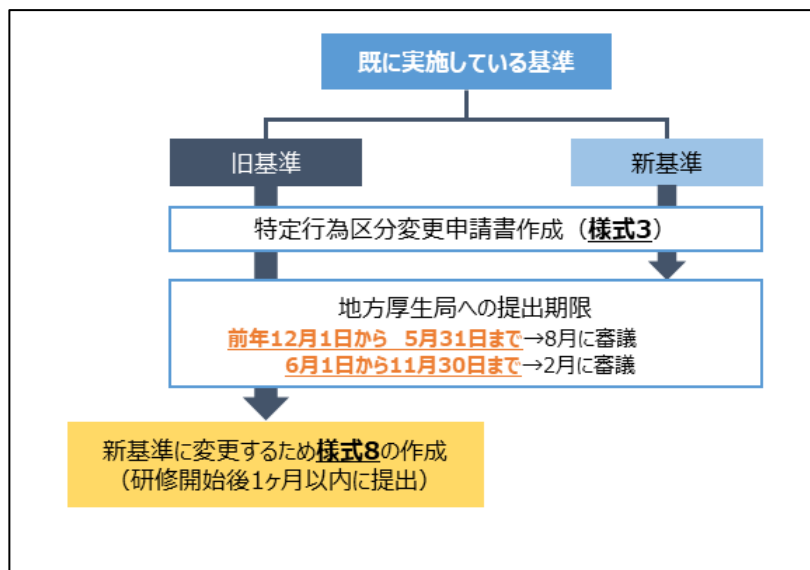 既に実施している基準
旧基準
新基準
特定行為区分変更申請書作成（様式3）
地方厚生局への提出期限
前年12月1日から 5月31日まで→8月に審議
6月1日から11月30日まで→2月に審議
新基準に変更するため様式8の作成
（研修開始後1ヶ月以内に提出）